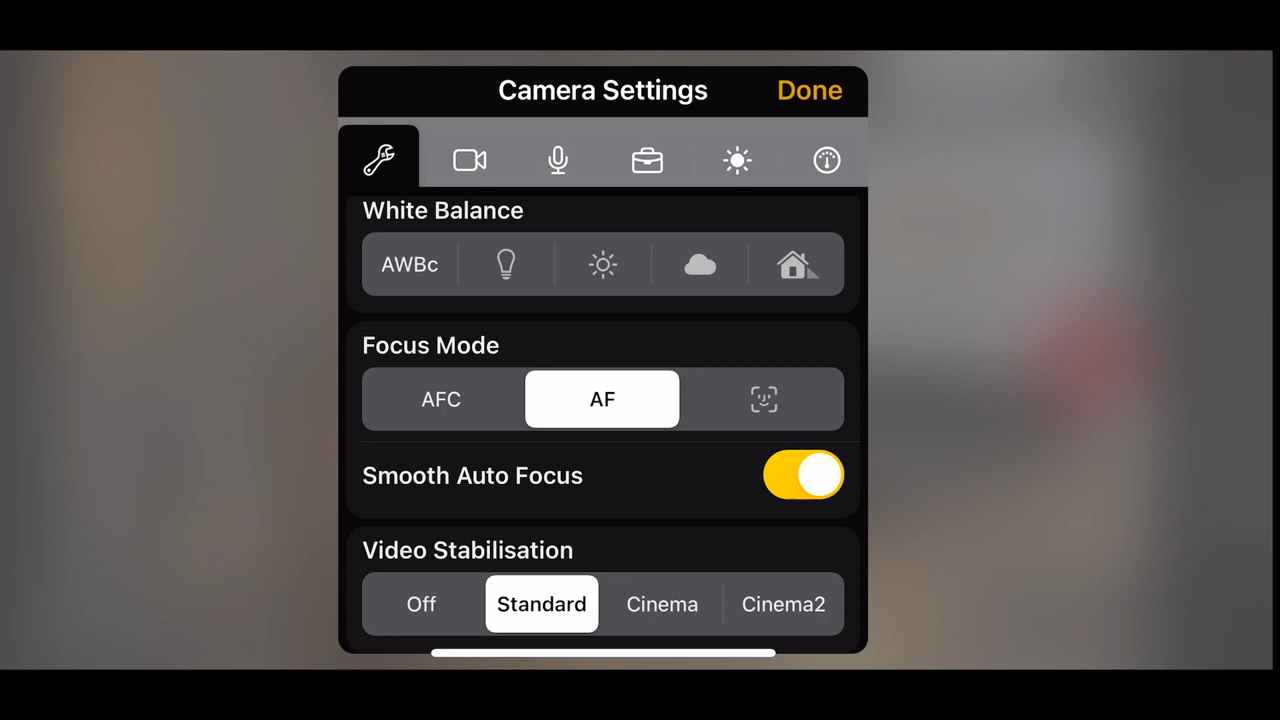 Camera Settings Done
White Balance
AWBc
Focus Mode
AFC AF
Smooth Auto Focus
Video Stabilisation
Off Standard Cinema Cinema2